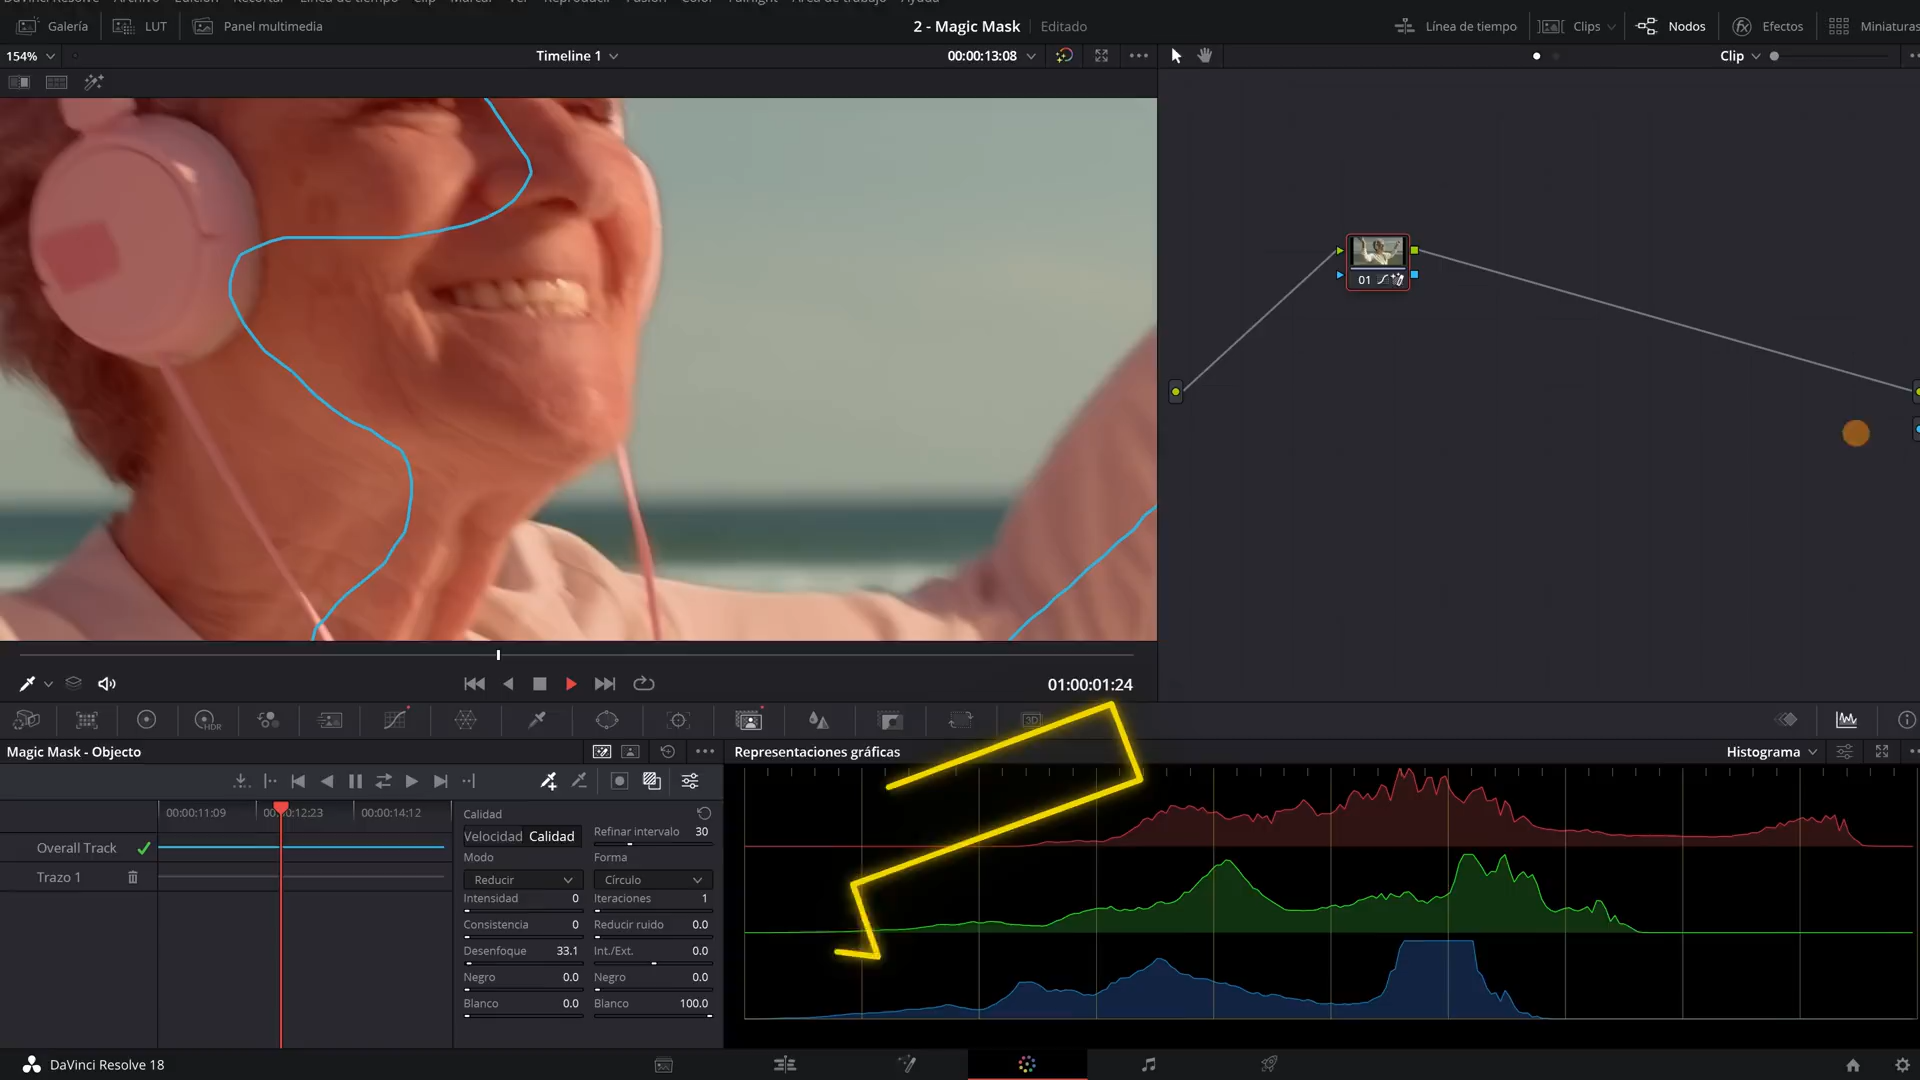 DaVinci Resolve Archivo Edición Recortar Línea de tiempo Clip Marcar Ver Reproducir Fusion Color Fairlight Área de trabajo Ayuda
Galería LUT Panel multimedia 2 - Magic Mask Editado Línea de tiempo Clips Nodos Efectos Miniaturas
154% Timeline 1 00:00:13:08 Clip
01
01:00:01:24
HDR 3D
Magic Mask - Objecto Representaciones gráficas Histograma
00:00:11:09 00:00:12:23 00:00:14:12
Calidad
Velocidad Calidad Refinar intervalo 30
Overall Track
Modo Forma
Trazo 1
Reducir Círculo
Intensidad 0 Iteraciones 1
Consistencia 0 Reducir ruido 0.0
Desenfoque 33.1 Int./Ext. 0.0
Negro 0.0 Negro 0.0
Blanco 0.0 Blanco 100.0
DaVinci Resolve 18